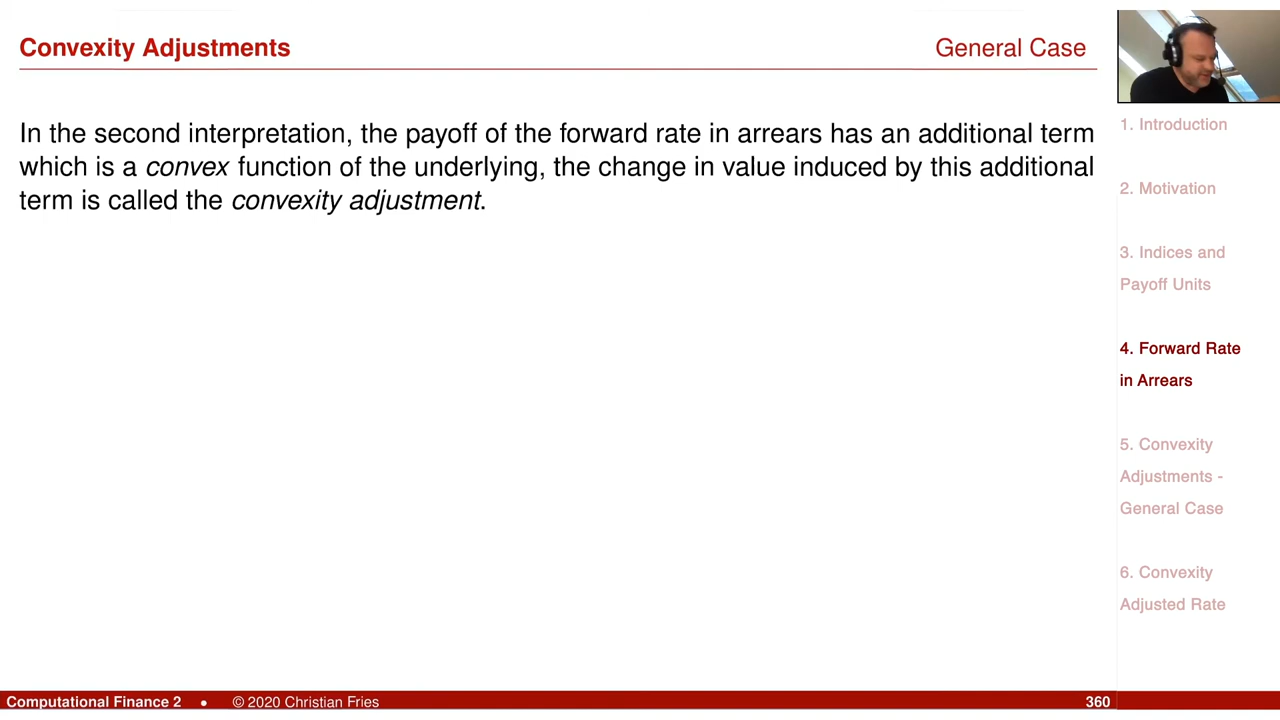 Convexity Adjustments
General Case
In the second interpretation, the payoff of the forward rate in arrears has an additional term
which is a convex function of the underlying, the change in value induced by this additional
term is called the convexity adjustment.
1. Introduction
2. Motivation
3. Indices and
Payoff Units
4. Forward Rate
in Arrears
5. Convexity
Adjustments -
General Case
6. Convexity
Adjusted Rate
Computational Finance 2 • © 2020 Christian Fries
360